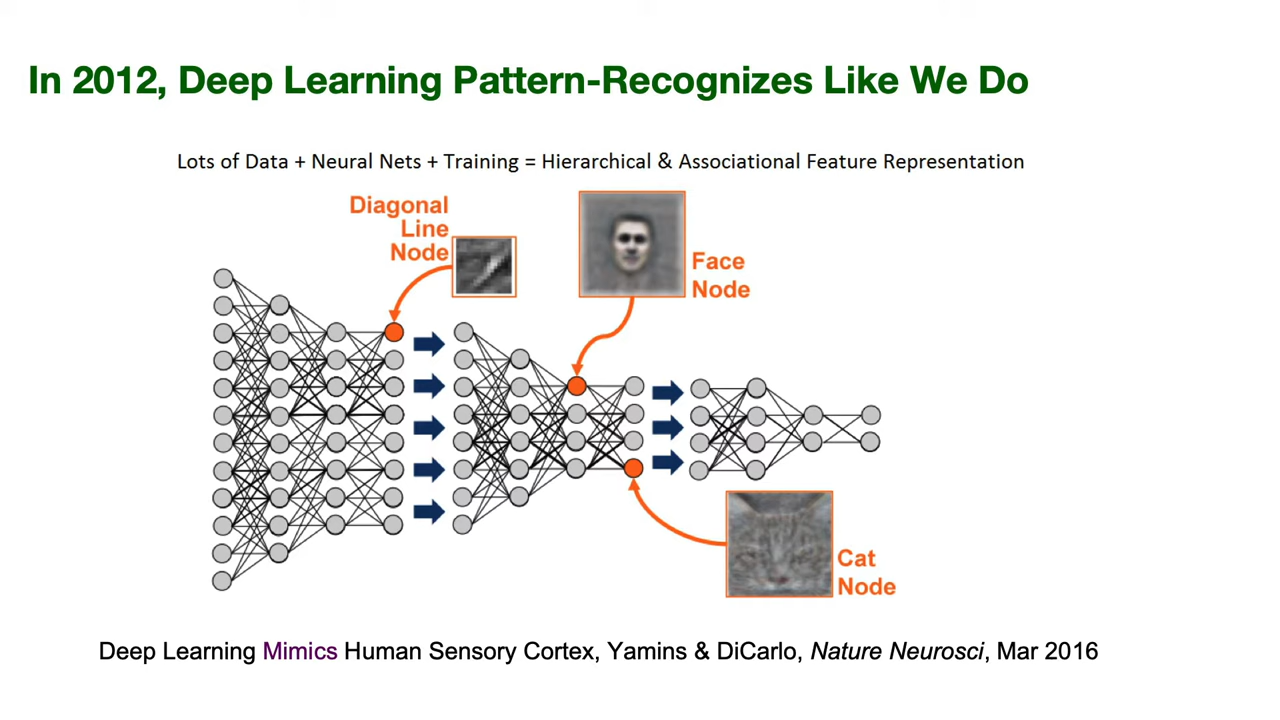 In 2012, Deep Learning Pattern-Recognizes Like We Do
Lots of Data + Neural Nets + Training = Hierarchical & Associational Feature Representation
Diagonal
Line
Node
Face
Node
Cat
Node
Deep Learning Mimics Human Sensory Cortex, Yamins & DiCarlo, Nature Neurosci, Mar 2016